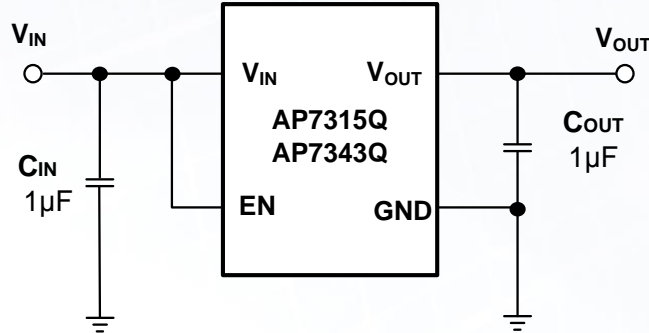 VIN
VOUT
VIN
VOUT
AP7315Q
AP7343Q
CIN
1µF
COUT
1µF
EN
GND